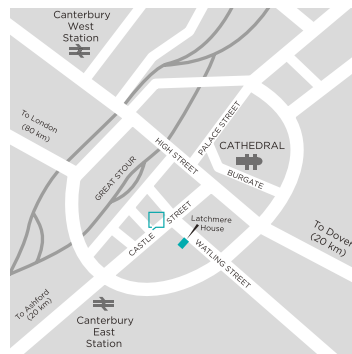 Canterbury
West
Station
To London
(80 km)
PALACE STREET
HIGH STREET
CATHEDRAL
GREAT STOUR
BURGATE
CASTLE STREET
Latchmere
House
To Dover
(20 km)
WATLING STREET
To Ashford
(20 km)
Canterbury
East
Station